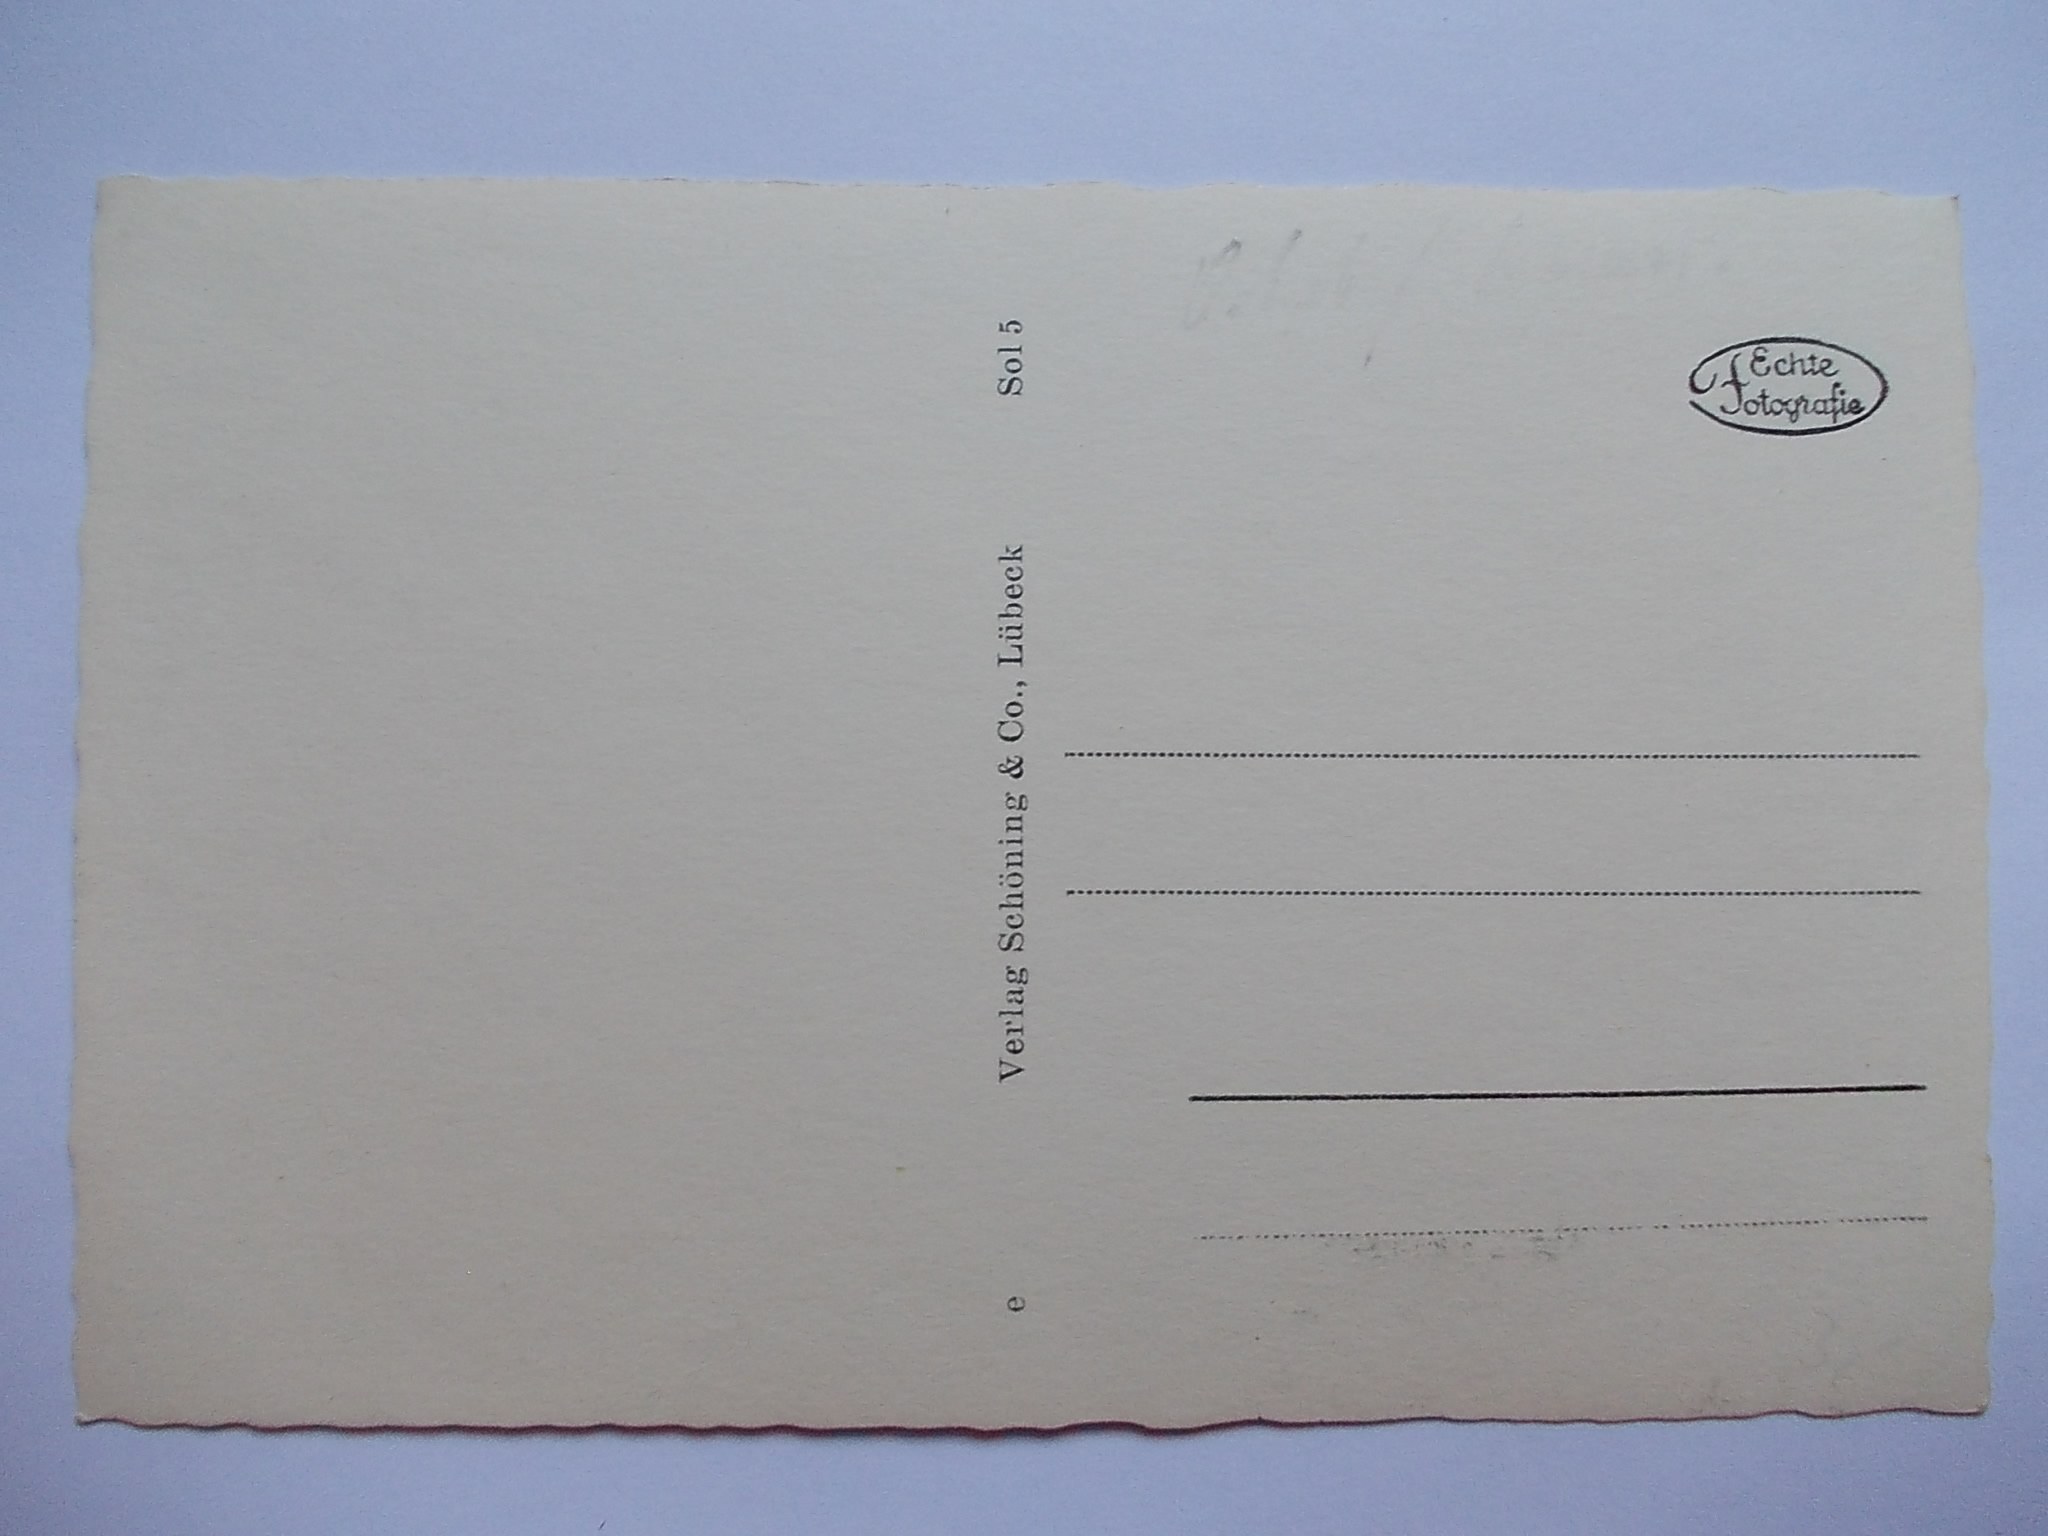 Sol 5
Verlag Schöning & Co., Lübeck
e
Echte
Fotografie